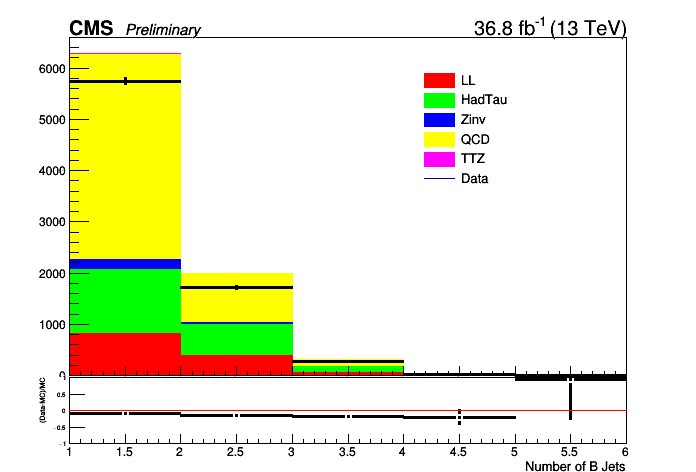 CMS Preliminary 36.8 fb-1 (13 TeV)
6000
5000
4000
3000
2000
1000
0
LL
HadTau
Zinv
QCD
TTZ
Data
(Data-MC)/MC
1
0.5
0
−0.5
−1
1 1.5 2 2.5 3 3.5 4 4.5 5 5.5 6
Number of B Jets